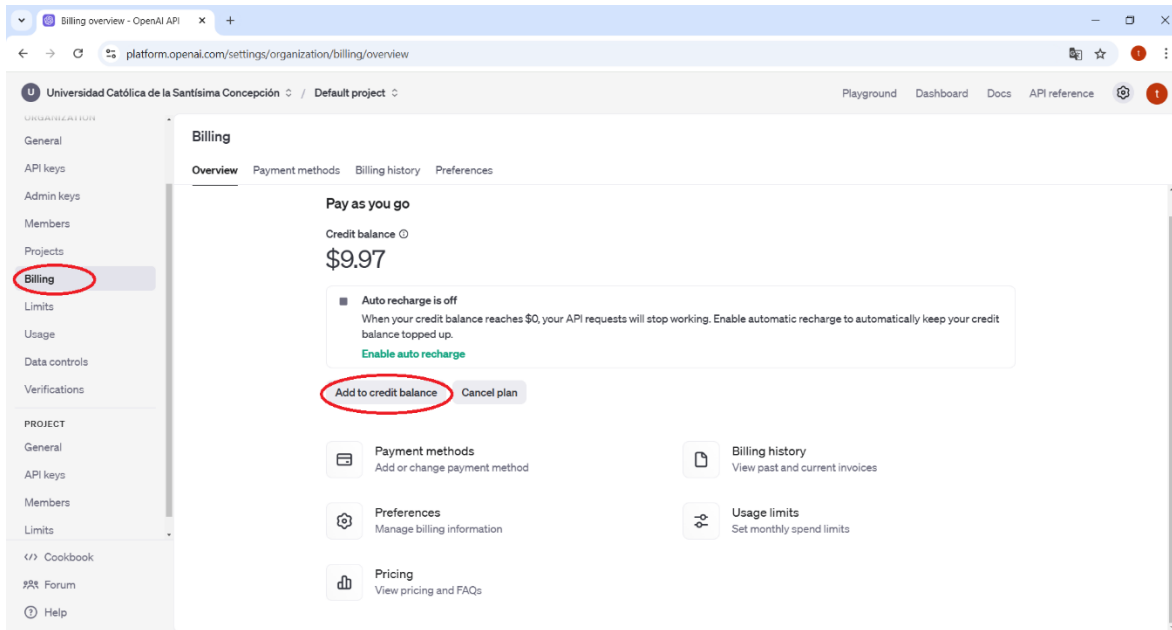 Billing overview - OpenAI API
platform.openai.com/settings/organization/billing/overview
t
U Universidad Católica de la Santísima Concepción / Default project
Playground Dashboard Docs API reference t
ORGANIZATION
General
API keys
Admin keys
Members
Projects
Billing
Limits
Usage
Data controls
Verifications
PROJECT
General
API keys
Members
Limits
Cookbook
Forum
Help
Billing
Overview Payment methods Billing history Preferences
Pay as you go
Credit balance
$9.97
Auto recharge is off
When your credit balance reaches $0, your API requests will stop working. Enable automatic recharge to automatically keep your credit
balance topped up.
Enable auto recharge
Add to credit balance Cancel plan
Payment methods
Add or change payment method
Billing history
View past and current invoices
Preferences
Manage billing information
Usage limits
Set monthly spend limits
Pricing
View pricing and FAQs